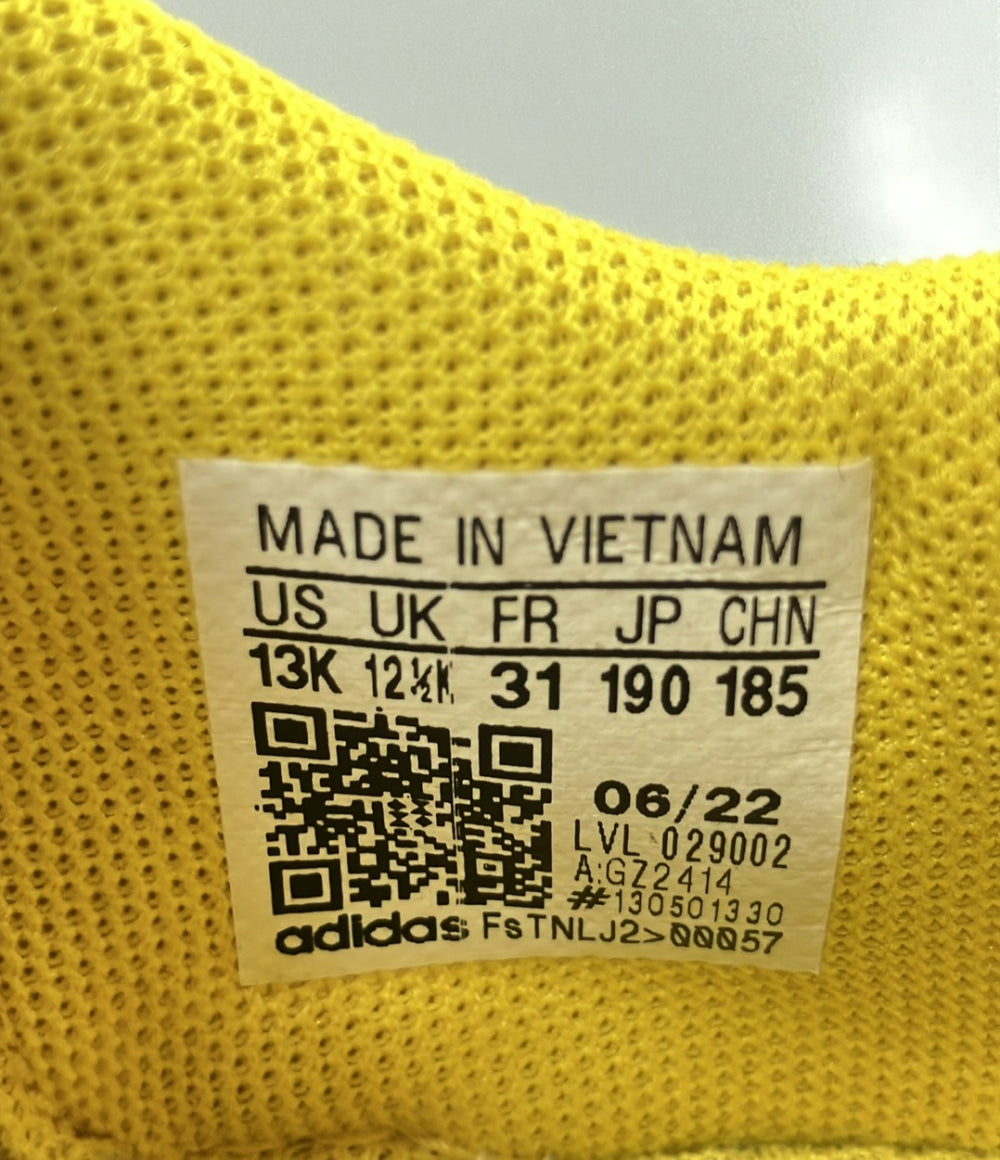 MADE IN VIETNAM
US UK FR JP CHN
13K 12½K 31 190 185
06/22
LVL 029002
A:GZ2414
#130501330
adidas FsTNLJ2>00057